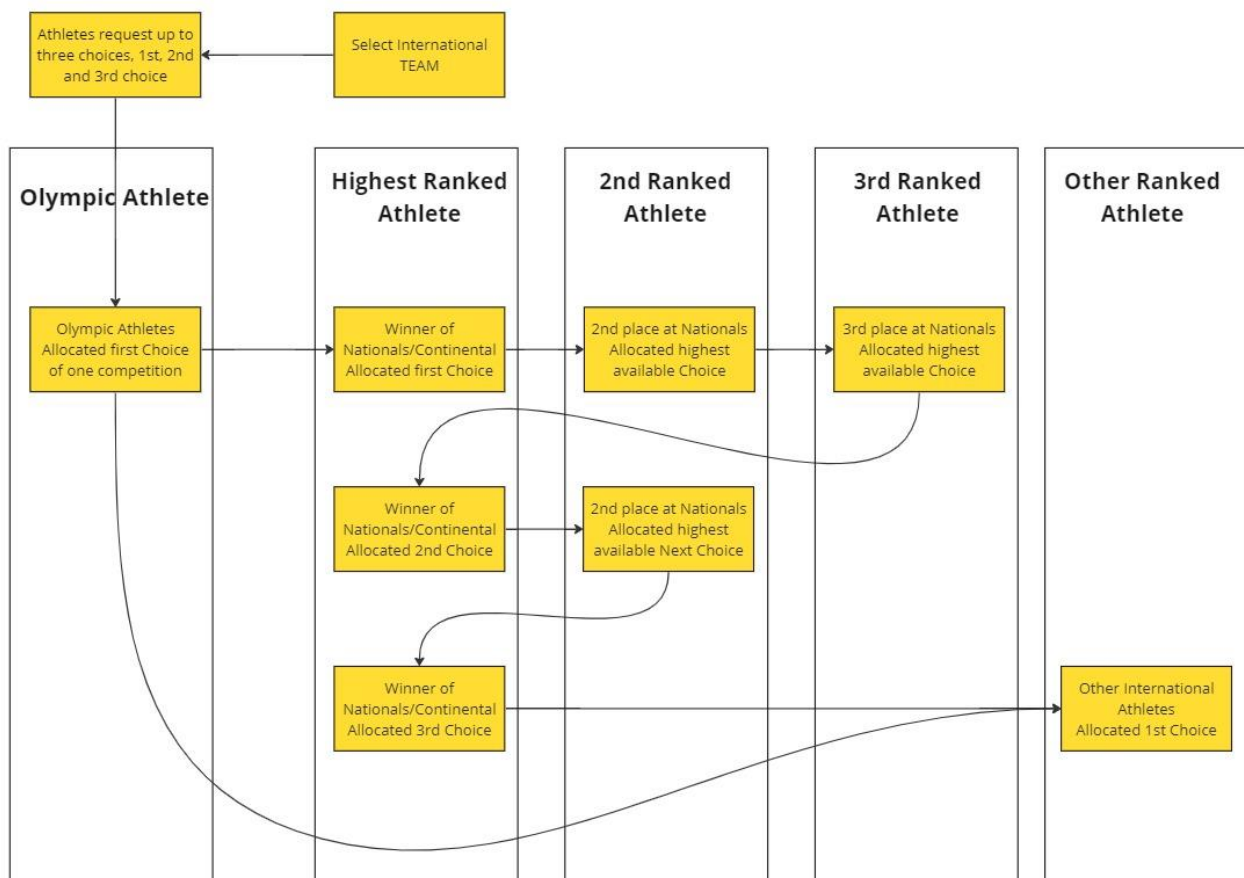 Athletes request up to
three choices, 1st, 2nd
and 3rd choice
Select International
TEAM
Olympic Athlete
Highest Ranked
Athlete
2nd Ranked
Athlete
3rd Ranked
Athlete
Other Ranked
Athlete
Olympic Athletes
Allocated first Choice
of one competition
Winner of
Nationals/Continental
Allocated first Choice
2nd place at Nationals
Allocated highest
available Choice
3rd place at Nationals
Allocated highest
available Choice
Winner of
Nationals/Continental
Allocated 2nd Choice
2nd place at Nationals
Allocated highest
available Next Choice
Winner of
Nationals/Continental
Allocated 3rd Choice
Other International
Athletes
Allocated 1st Choice